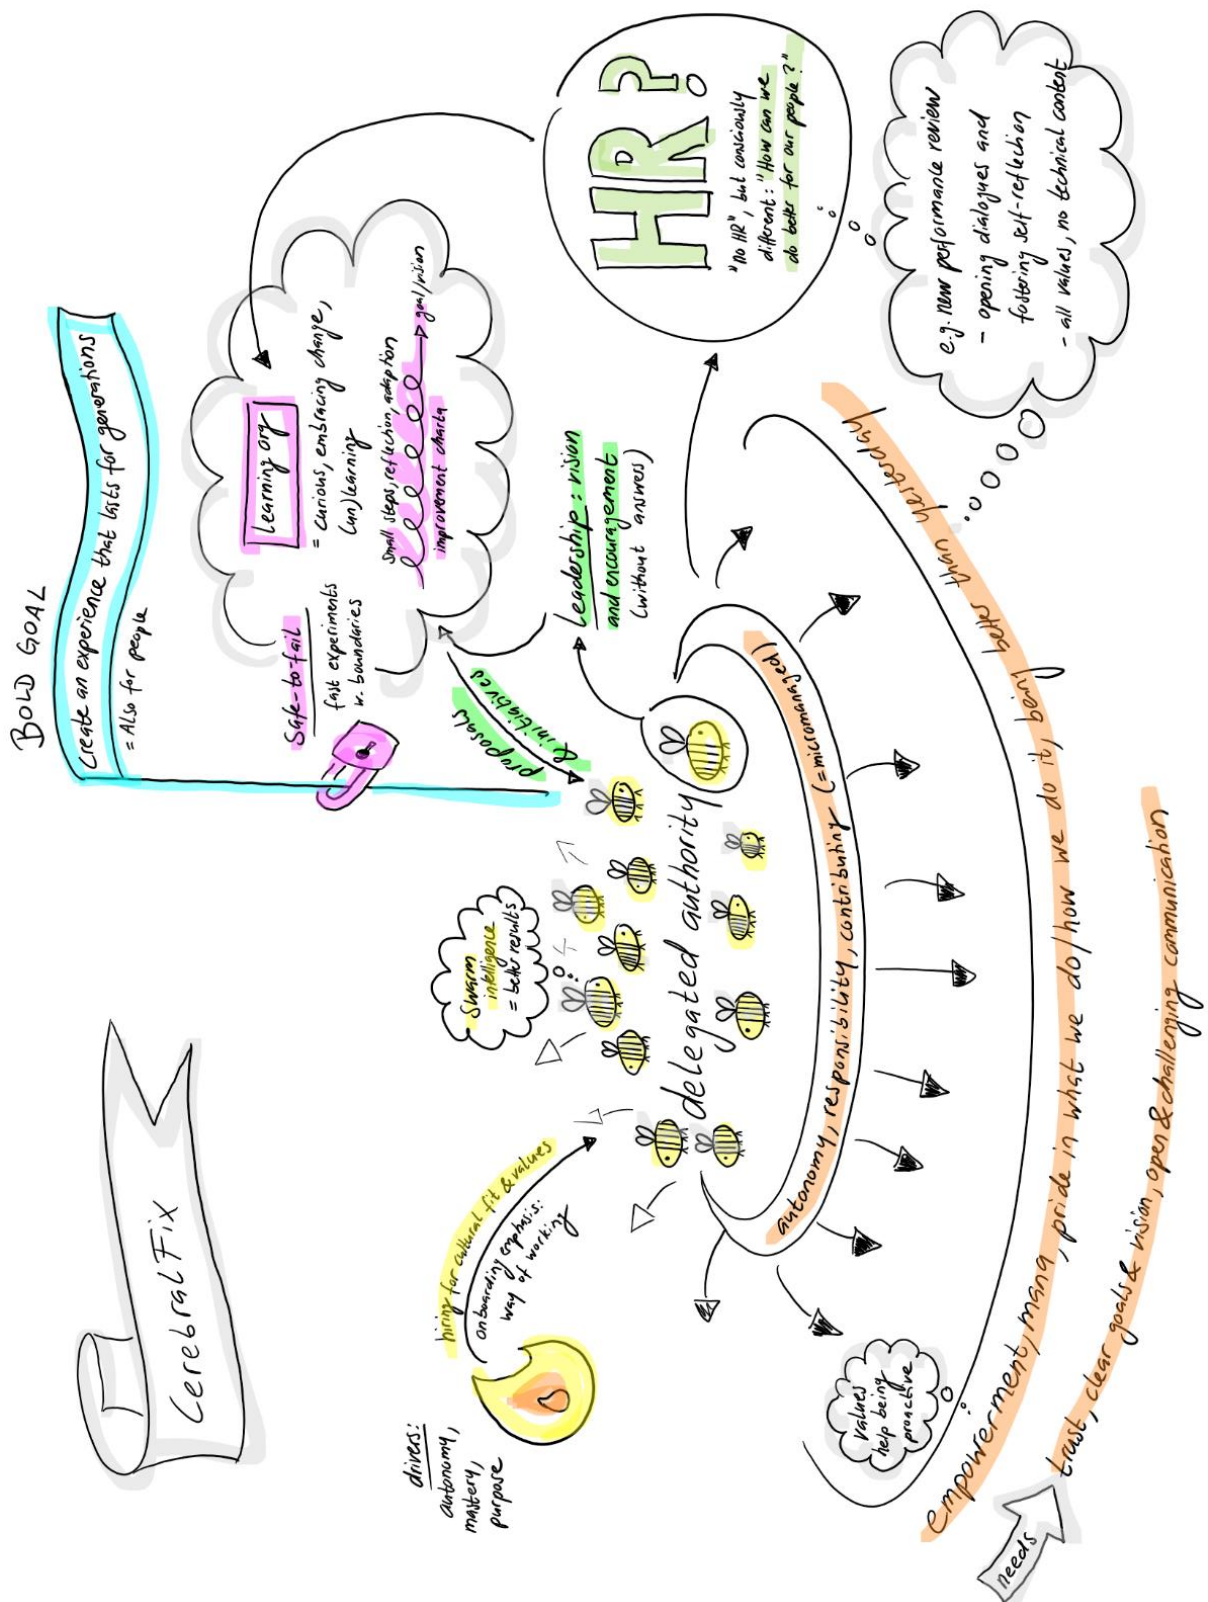 CerebralFix
BOLD GOAL
Create an experience that lasts for generations
= Also for people
drivers:
autonomy,
mastery,
purpose
hiring for cultural fit & values
onboarding emphasis:
way of working
Swarm
intelligence
= better results
proposals
& initiatives
Safe-to-fail
fast experiments
w. boundaries
Learning org
= curious, embracing change,
(un)learning
small steps, reflection, adaption
goal/vision
improvement charta
Leadership: vision
and encouragement
(without answers)
HR?
"no HR", but consciously
different: "How can we
do better for our people?"
delegated authority
autonomy, responsibility, contributing (=micromanaged)
values
help being
proactive
e.g. new performance review
- opening dialogues and
fostering self-reflection
- all values, no technical content
empowerment, mana, pride in what we do/how we do it, being better than yesterday
needs
trust, clear goals & vision, open & challenging communication